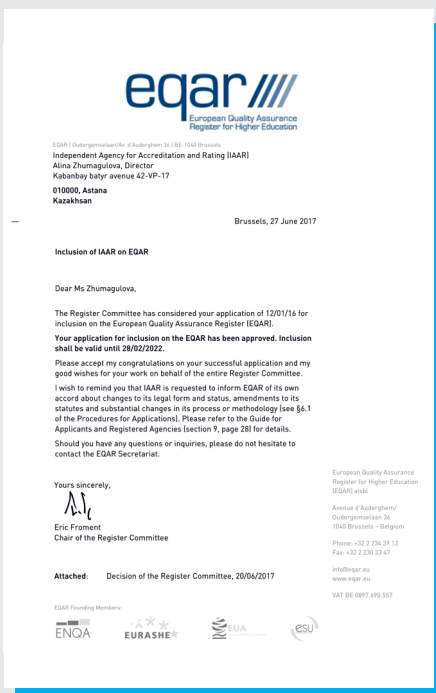 eqar////
European Quality Assurance
Register for Higher Education
EQAR | Oudergemselaan/Av. d'Auderghem 36 | BE-1040 Brussels
Independent Agency for Accreditation and Rating (IAAR)
Alina Zhumagulova, Director
Kabanbay batyr avenue 42-VP-17
010000, Astana
Kazakhsan
Brussels, 27 June 2017
Inclusion of IAAR on EQAR
Dear Ms Zhumagulova,
The Register Committee has considered your application of 12/01/16 for
inclusion on the European Quality Assurance Register (EQAR).
Your application for inclusion on the EQAR has been approved. Inclusion
shall be valid until 28/02/2022.
Please accept my congratulations on your successful application and my
good wishes for your work on behalf of the entire Register Committee.
I wish to remind you that IAAR is requested to inform EQAR of its own
accord about changes to its legal form and status, amendments to its
statutes and substantial changes in its process or methodology (see §6.1
of the Procedures for Applications). Please refer to the Guide for
Applicants and Registered Agencies (section 9, page 28) for details.
Should you have any questions or inquiries, please do not hesitate to
contact the EQAR Secretariat.
Yours sincerely,
Eric Froment
Chair of the Register Committee
Attached: Decision of the Register Committee, 20/06/2017
European Quality Assurance
Register for Higher Education
(EQAR) aisbl
Avenue d'Auderghem/
Oudergemselaan 36
1040 Brussels – Belgium
Phone: +32 2 234 39 12
Fax: +32 2 230 33 47
info@eqar.eu
www.eqar.eu
VAT BE 0897.690.557
EQAR Founding Members:
ENQA
EURASHE
EUA
esu